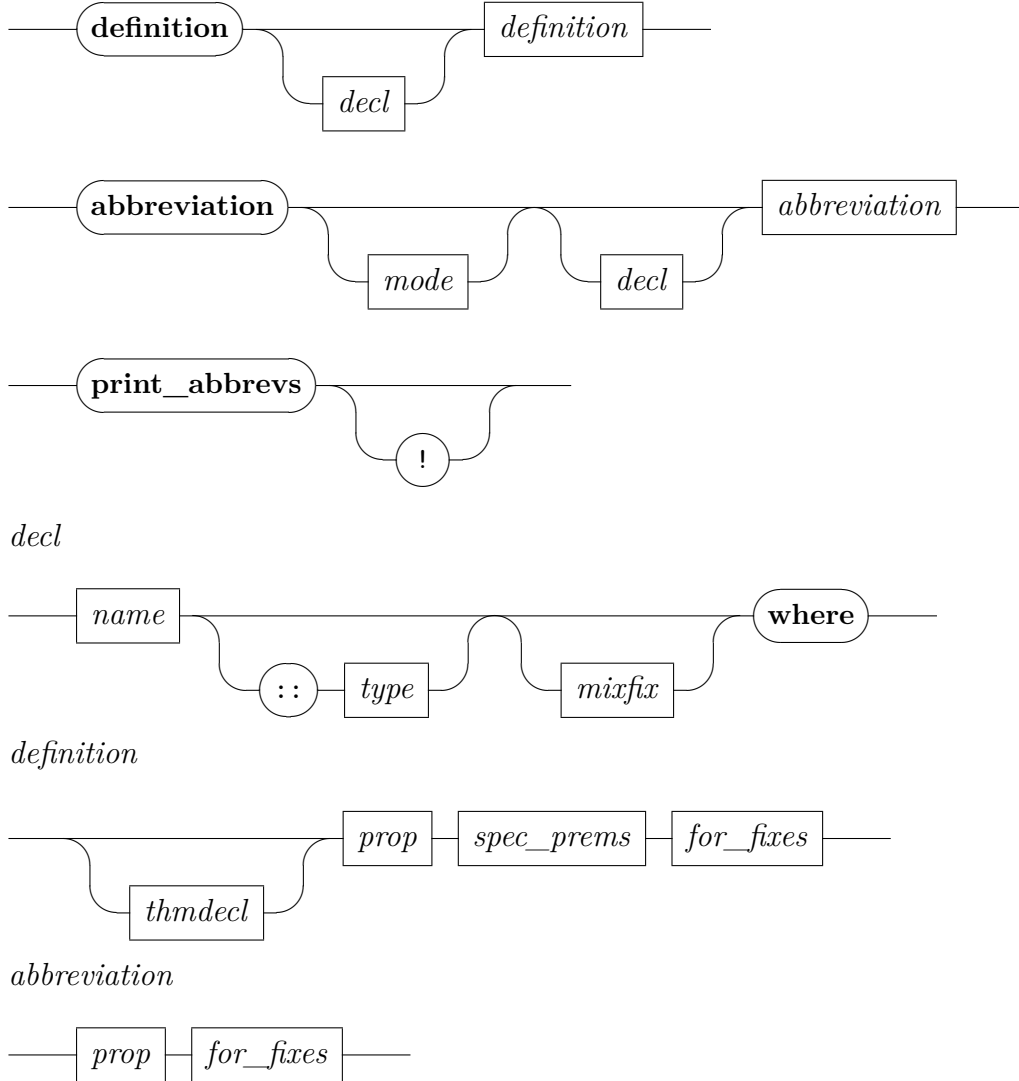 definition definition
decl
abbreviation abbreviation
mode decl
print_abbrevs
!
decl
name where
:: type mixfix
definition
prop spec_prems for_fixes
thmdecl
abbreviation
prop for_fixes